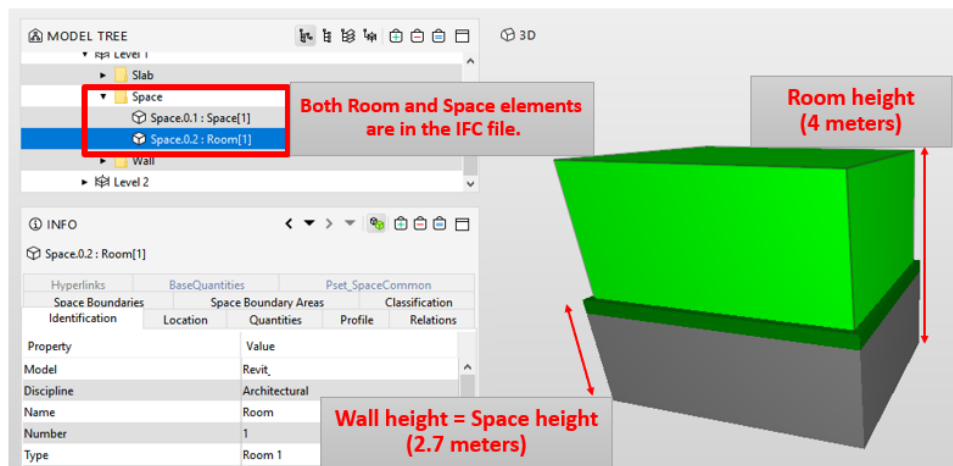 MODEL TREE
3D
Level 1
Slab
Space
Space.0.1 : Space[1]
Space.0.2 : Room[1]
Wall
Level 2
Both Room and Space elements
are in the IFC file.
Room height
(4 meters)
INFO
Space.0.2 : Room[1]
Hyperlinks BaseQuantities Pset_SpaceCommon
Space Boundaries Space Boundary Areas Classification
Identification Location Quantities Profile Relations
Property Value
Model Revit_
Discipline Architectural
Name Room
Number 1
Type Room 1
Wall height = Space height
(2.7 meters)